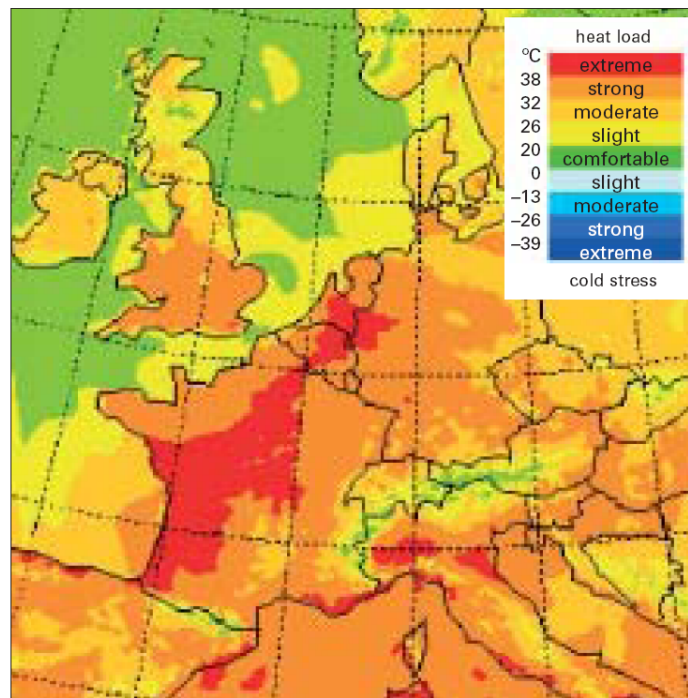 heat load
°C
extreme
38
strong
32
moderate
26
slight
20
comfortable
0
slight
–13
moderate
–26
strong
–39
extreme
cold stress